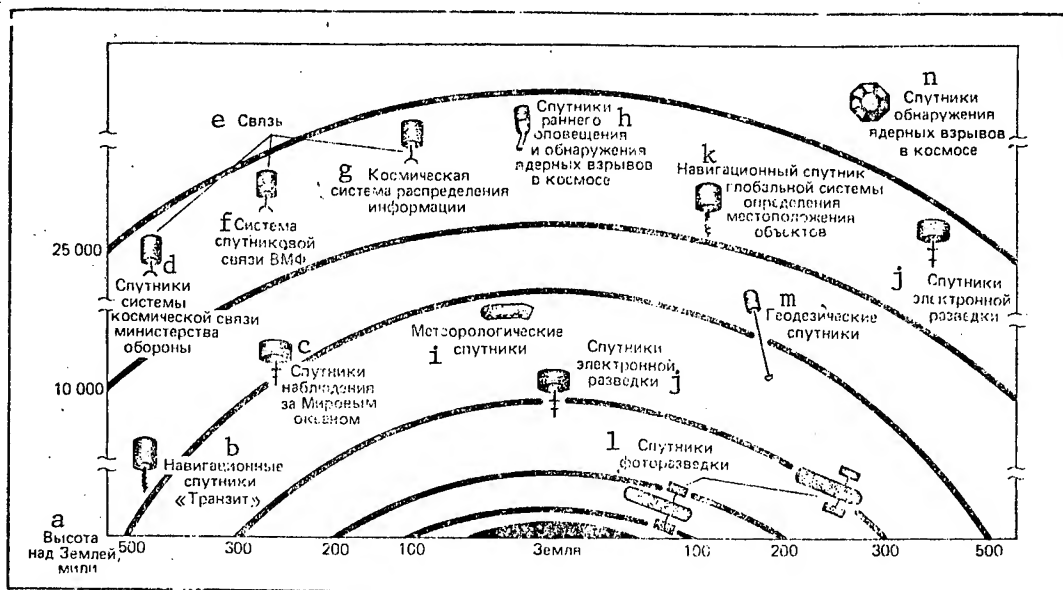 n
Спутники
обнаружения
ядерных взрывов
в космосе
e Связь
Спутники
раннего h
оповещения
и обнаружения
ядерных взрывов
в космосе
g Космическая
система распределения
информации
k
Навигационный спутник
глобальной системы
определения
местоположения
объектов
f Система
спутниковой
связи ВМФ
25 000
d
Спутники
системы
космической связи
министерства
обороны
j Спутники
электронной
разведки
m
Геодезические
спутники
Метеорологические
i спутники
c
Спутники
наблюдения
за Мировым
океаном
Спутники
электронной
разведки j
10 000
b
Навигационные
спутники
«Транзит»
l Спутники
фоторазведки
a
Высота
над Землей,
мили
500 300 200 100 Земля 100 200 300 500